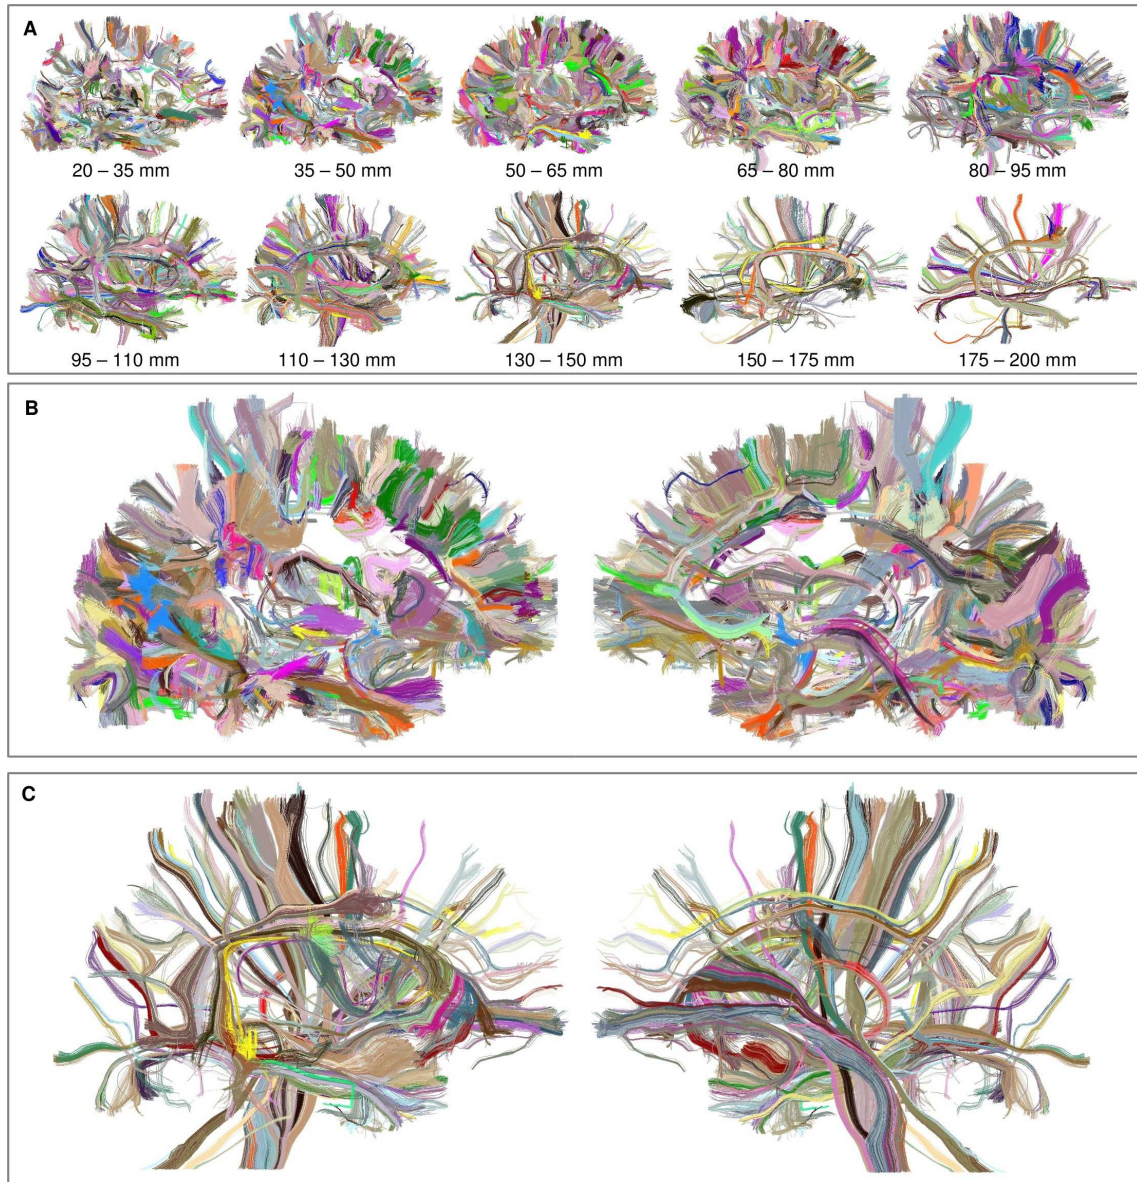 A
20 – 35 mm
35 – 50 mm
50 – 65 mm
65 – 80 mm
80 – 95 mm
95 – 110 mm
110 – 130 mm
130 – 150 mm
150 – 175 mm
175 – 200 mm
B
C